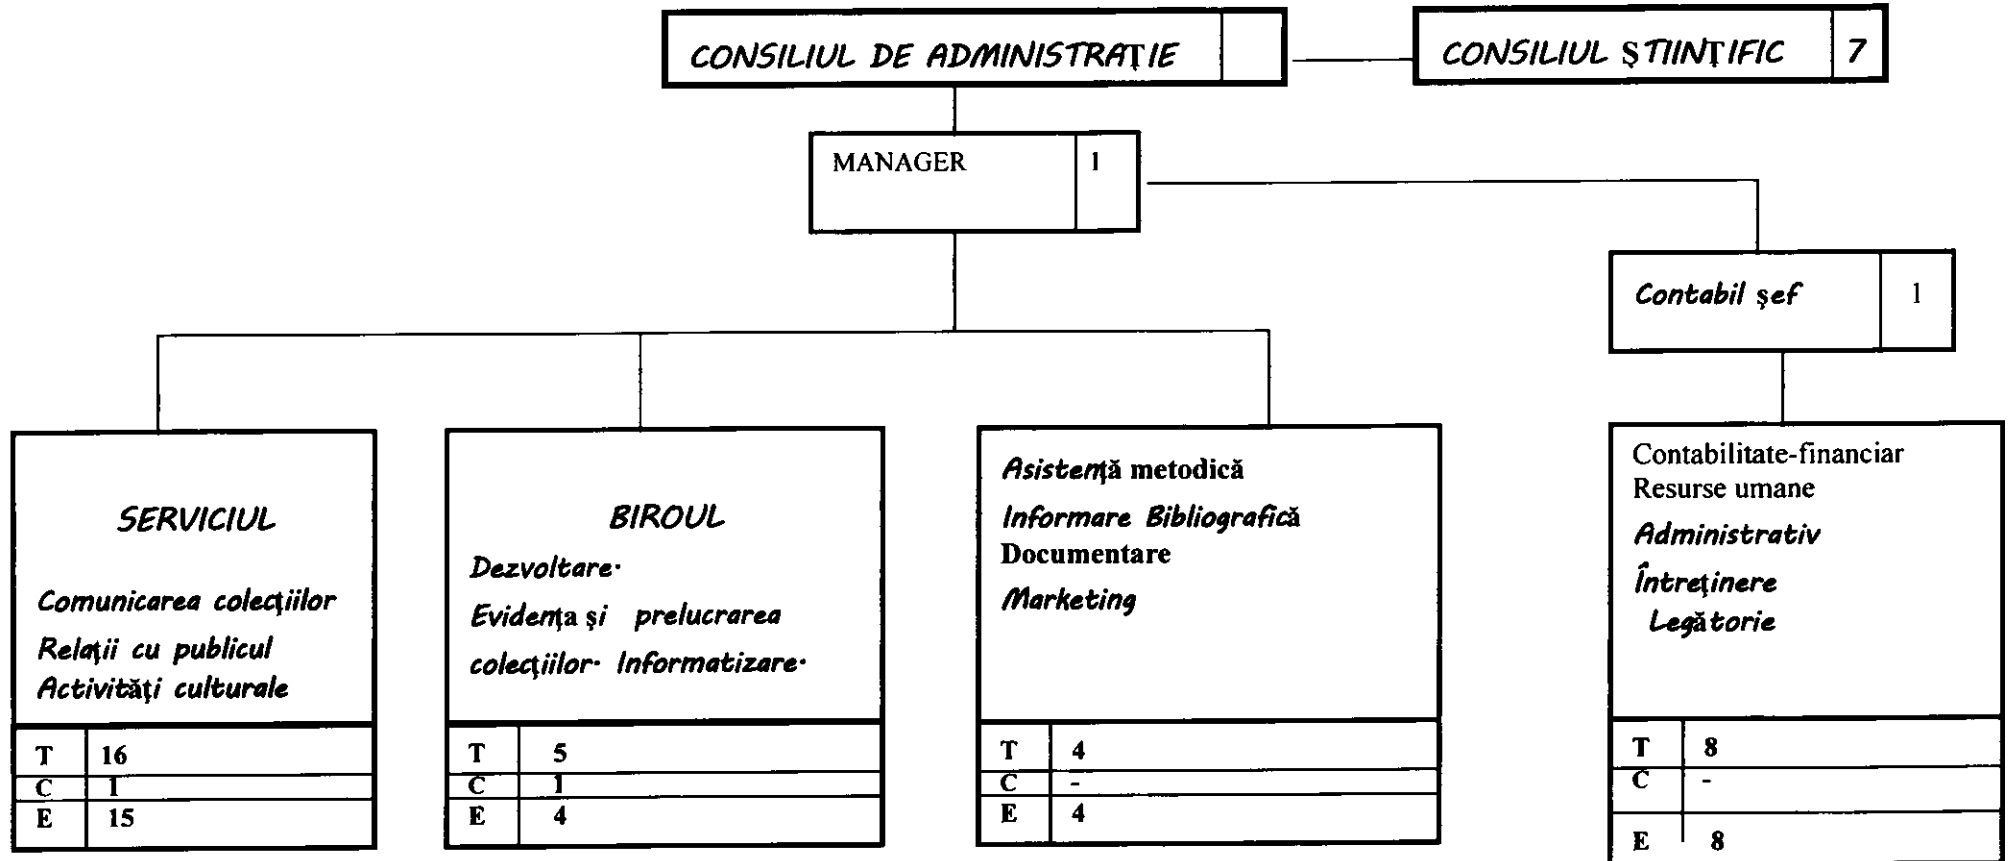 CONSILIUL DE ADMINISTRAŢIE
CONSILIUL ŞTIINŢIFIC 7
MANAGER 1
Contabil şef 1
SERVICIUL
Comunicarea colecţiilor
Relaţii cu publicul
Activităţi culturale
T 16
C 1
E 15
BIROUL
Dezvoltare.
Evidenţa şi prelucrarea
colecţiilor. Informatizare.
T 5
C 1
E 4
Asistenţă metodică
Informare Bibliografică
Documentare
Marketing
T 4
C -
E 4
Contabilitate-financiar
Resurse umane
Administrativ
Întreţinere
Legătorie
T 8
C -
E 8